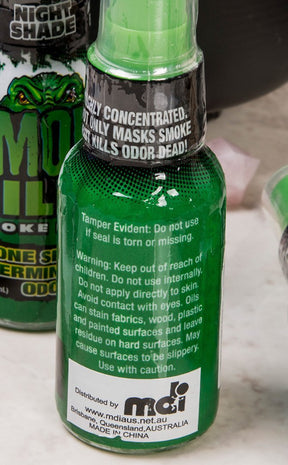 NIGHT
SHADE
SMO
OKE
ONE S
ERMIN
ODO
LY CONCENTRATED.
ONLY MASKS SMOKE
KILLS ODOR DEAD!
Tamper Evident: Do not use
if seal is torn or missing.
Warning: Keep out of reach of
children. Do not use internally.
Do not apply directly to skin.
Avoid contact with eyes. Oils
can stain fabrics, wood, plastic
and painted surfaces and leave
residue on hard surfaces. May
cause surfaces to be slippery.
Use with caution.
Distributed by
mdi
www.mdiaus.net.au
Brisbane, Queensland, AUSTRALIA
MADE IN CHINA